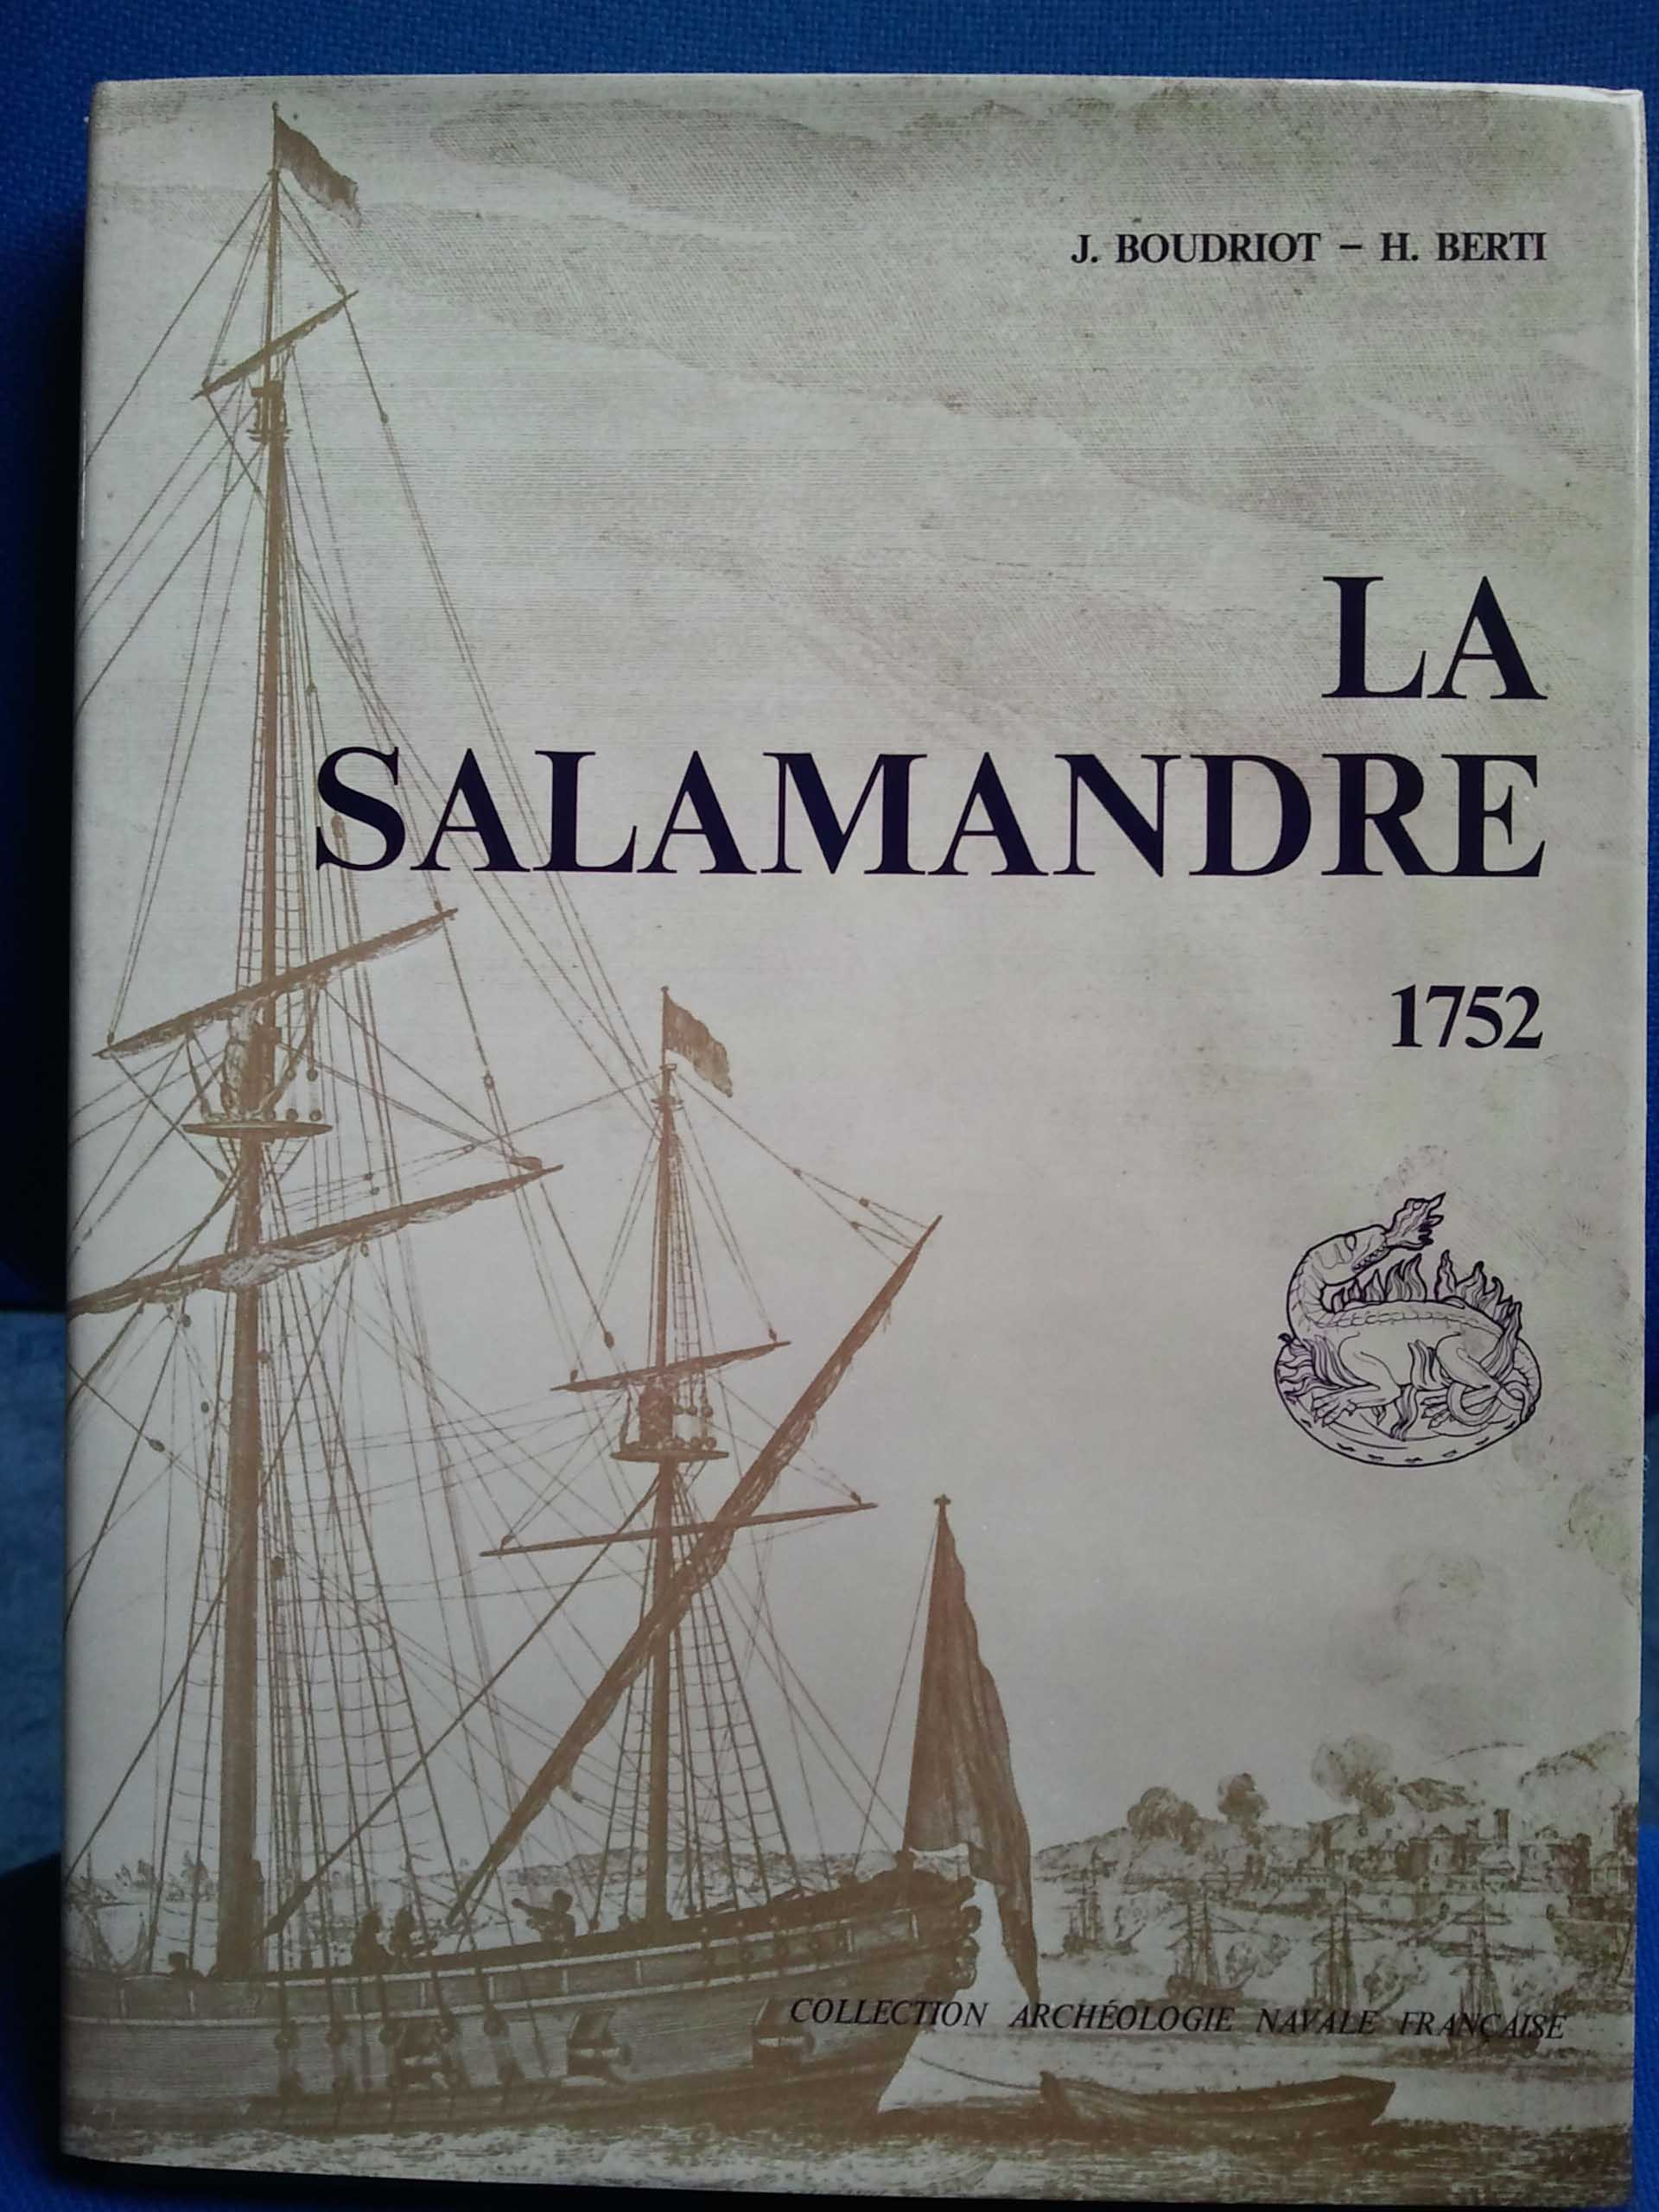 J. BOUDRIOT – H. BERTI
LA
SALAMANDRE
1752
COLLECTION ARCHÉOLOGIE NAVALE FRANÇAISE